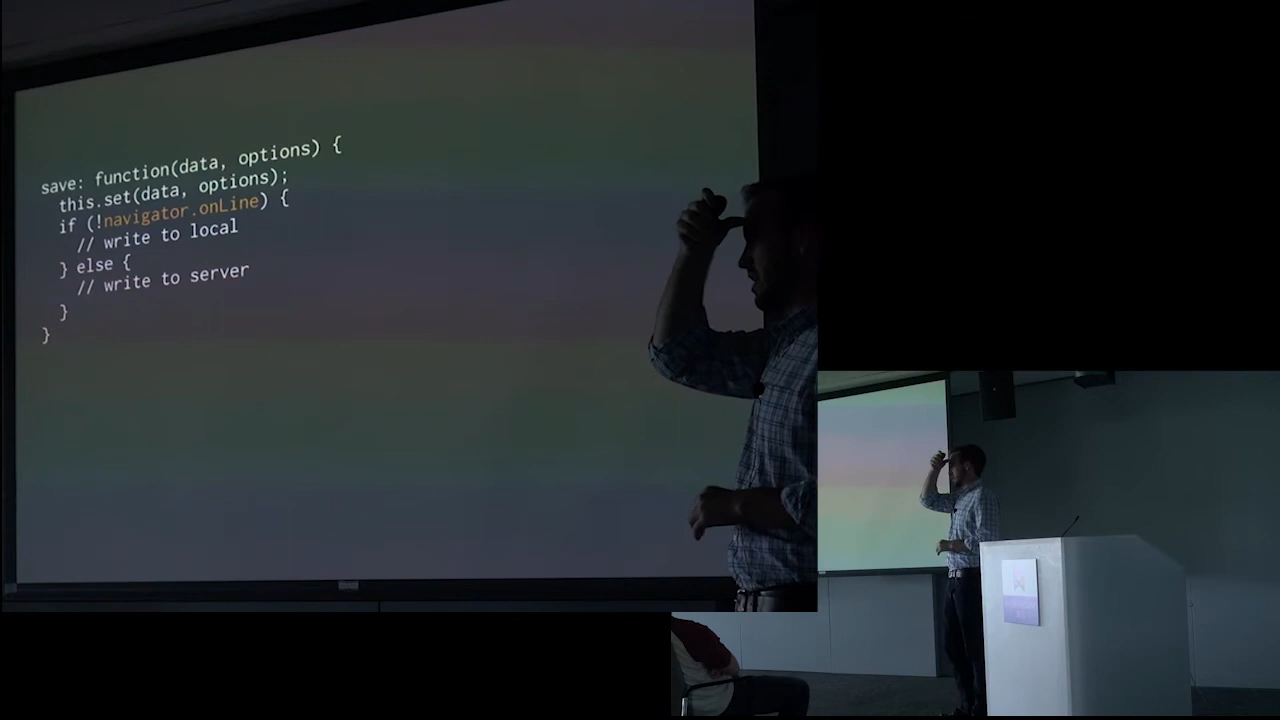 save: function(data, options) {
this.set(data, options);
if (!navigator.onLine) {
// write to local
} else {
// write to server
}
}